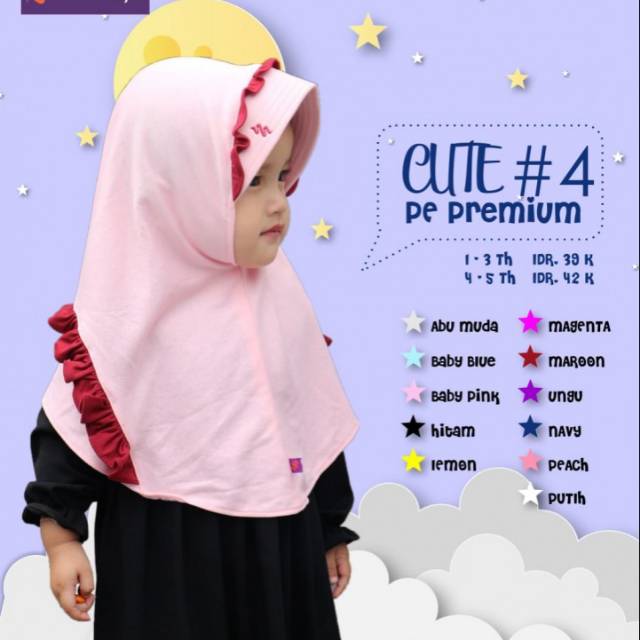 CUTE #4
PE PREMIUM
1 - 3 Th IDR. 39 K
4 - 5 Th IDR. 42 K
ABU MUDA
BABY BLUE
BABY PINK
HITAM
LEMON
MAGENTA
MAROON
UNGU
NAVY
PEACH
PUTIH